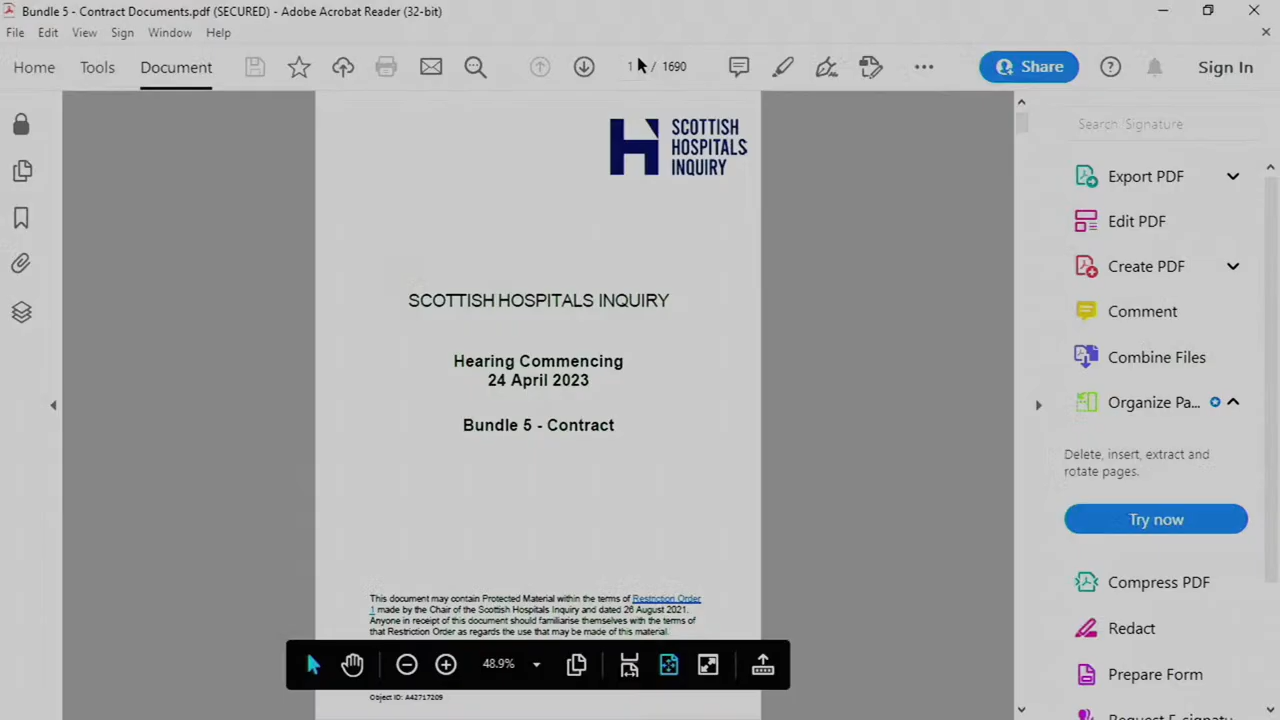 Bundle 5 - Contract Documents.pdf (SECURED) - Adobe Acrobat Reader (32-bit)
File Edit View Sign Window Help
Home Tools Document 1 / 1690 Share Sign In
Search 'Signature'
SCOTTISH
HOSPITALS
INQUIRY
Export PDF
Edit PDF
Create PDF
Comment
Combine Files
Organize Pa...
Delete, insert, extract and
rotate pages.
Try now
Compress PDF
Redact
Prepare Form
SCOTTISH HOSPITALS INQUIRY
Hearing Commencing
24 April 2023
Bundle 5 - Contract
This document may contain Protected Material within the terms of Restriction Order
1 made by the Chair of the Scottish Hospitals Inquiry and dated 26 August 2021.
Anyone in receipt of this document should familiarise themselves with the terms of
that Restriction Order as regards the use that may be made of this material.
48.9%
Object ID: A42717209